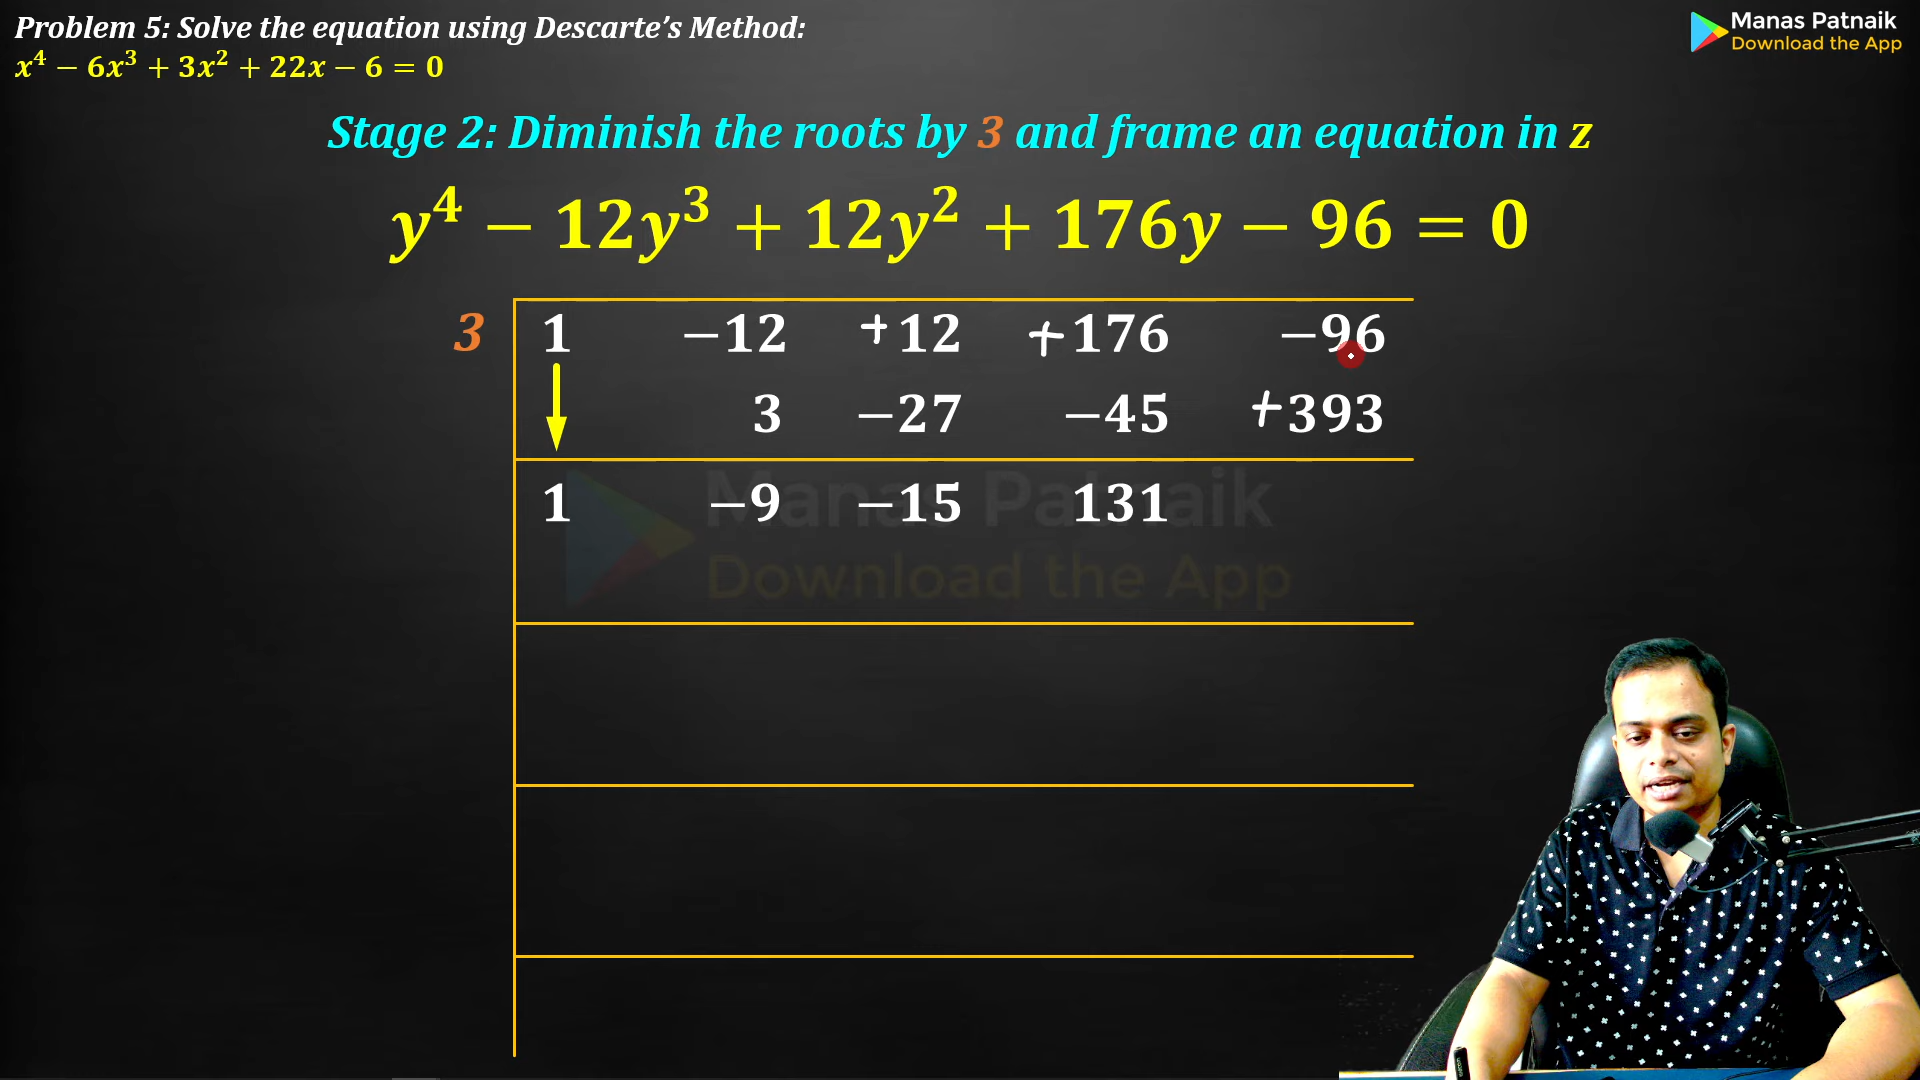 Problem 5: Solve the equation using Descarte's Method:
x⁴ − 6x³ + 3x² + 22x − 6 = 0
Manas Patnaik
Download the App
Stage 2: Diminish the roots by 3 and frame an equation in z
y⁴ − 12y³ + 12y² + 176y − 96 = 0
3 1 −12 +12 +176 −96
3 −27 −45 +393
1 −9 −15 131
Manas Patnaik
Download the App